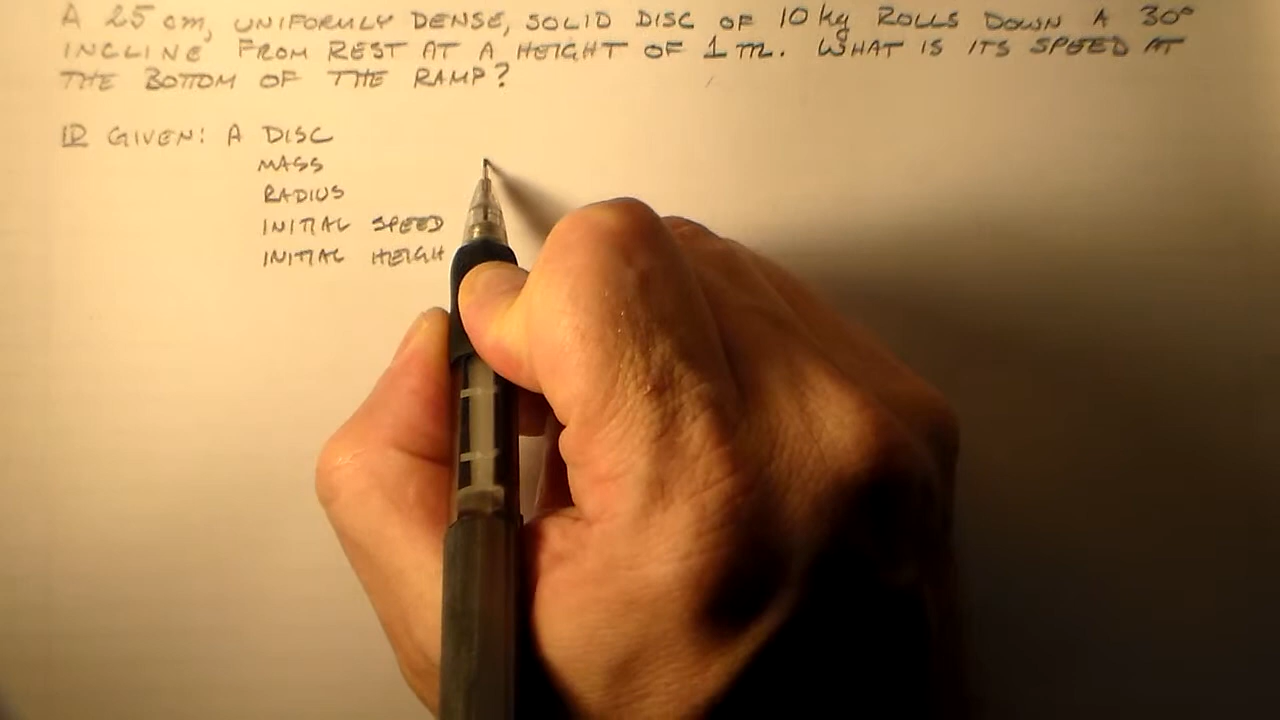 A 25 cm, UNIFORMLY DENSE, SOLID DISC OF 10 kg ROLLS DOWN A 30°
INCLINE FROM REST AT A HEIGHT OF 1 m. WHAT IS ITS SPEED AT
THE BOTTOM OF THE RAMP?
1R GIVEN: A DISC
MASS
RADIUS
INITIAL SPEED
INITIAL HEIGH